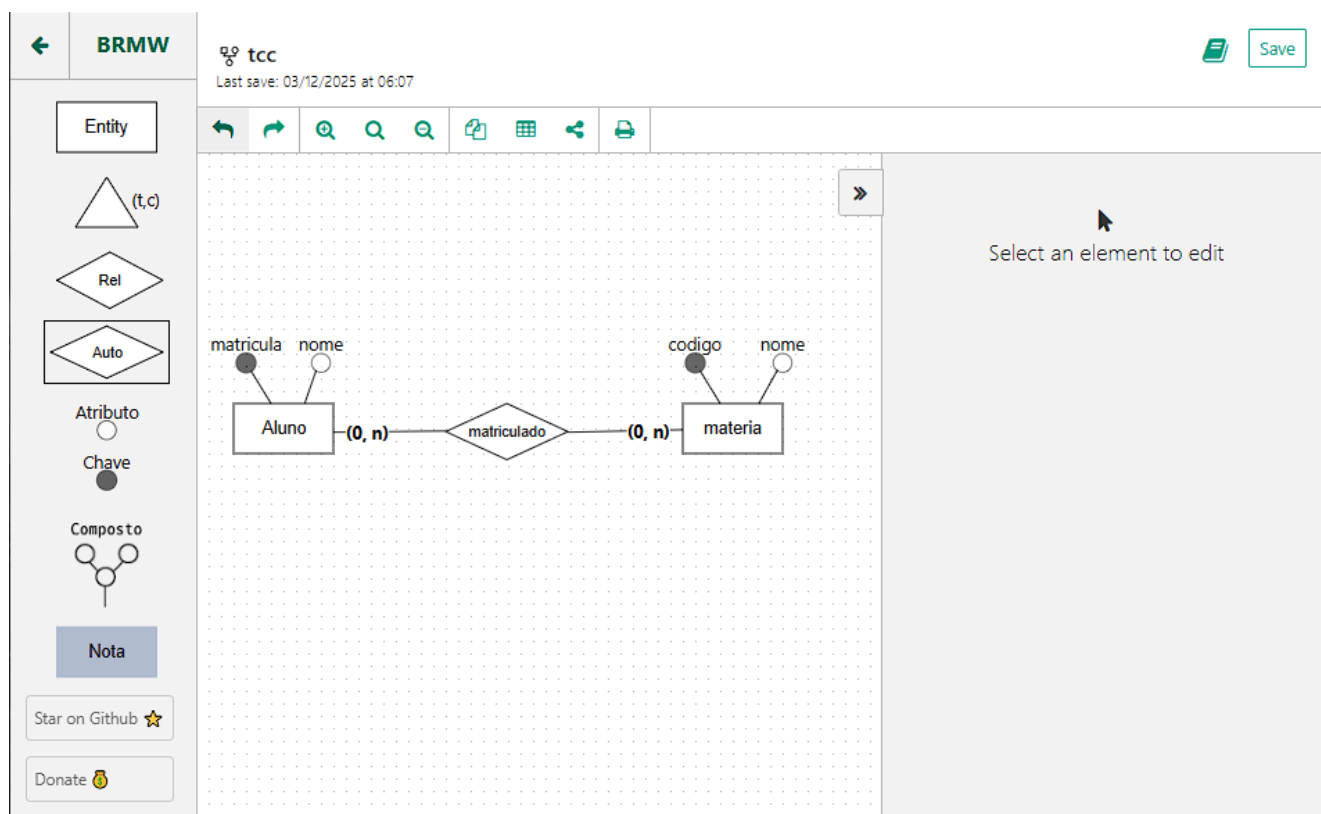 BRMW
tcc
Last save: 03/12/2025 at 06:07
Save
Entity
(t,c)
Rel
Auto
Atributo
Chave
Composto
Nota
Star on Github
Donate
Select an element to edit
matricula nome
codigo nome
Aluno (0, n) matriculado (0, n) materia